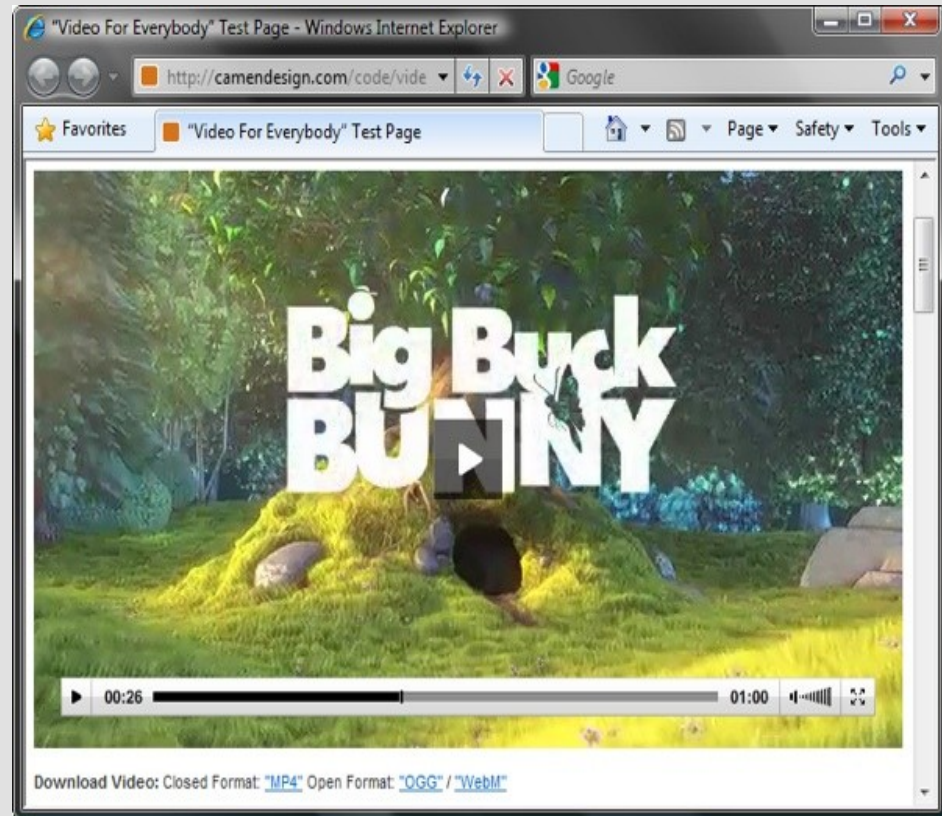 "Video For Everybody" Test Page - Windows Internet Explorer
http://camendesign.com/code/vide
Google
Favorites
"Video For Everybody" Test Page
Page
Safety
Tools
Big Buck
BUNNY
00:26
01:00
Download Video: Closed Format: "MP4" Open Format: "OGG" / "WebM"